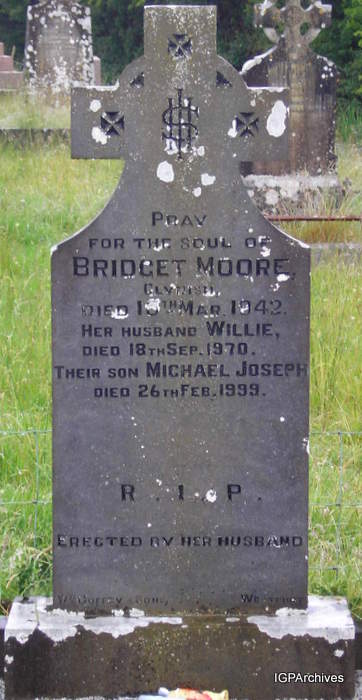 IHS
PRAY
FOR THE SOUL OF
BRIDGET MOORE,
DIED MAR. 1942.
HER HUSBAND WILLIE,
DIED 18TH SEP. 1970.
THEIR SON MICHAEL JOSEPH
DIED 26TH FEB. 1999.
R . I . P .
ERECTED BY HER HUSBAND
IGPArchives